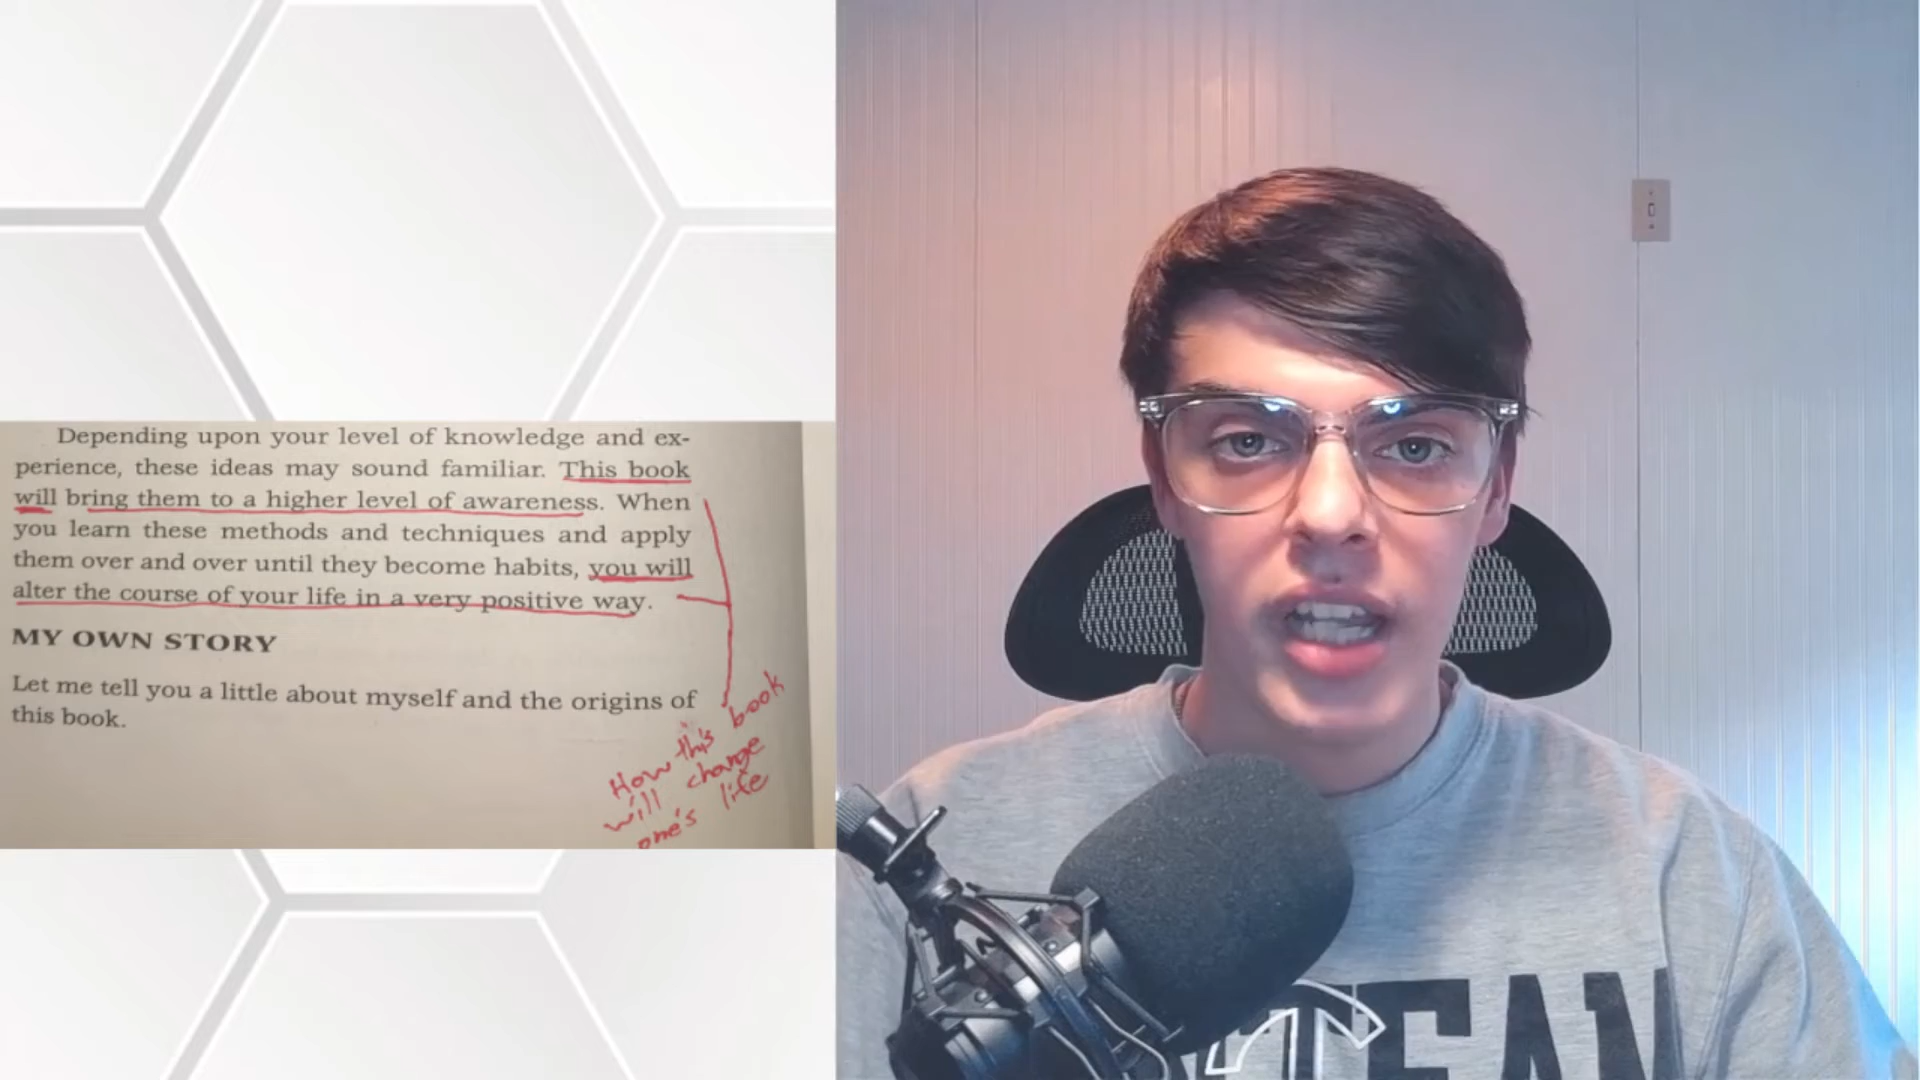 Depending upon your level of knowledge and ex-
perience, these ideas may sound familiar. This book
will bring them to a higher level of awareness. When
you learn these methods and techniques and apply
them over and over until they become habits, you will
alter the course of your life in a very positive way.
MY OWN STORY
Let me tell you a little about myself and the origins of
this book.
How this book
will change
one's life
TEAM